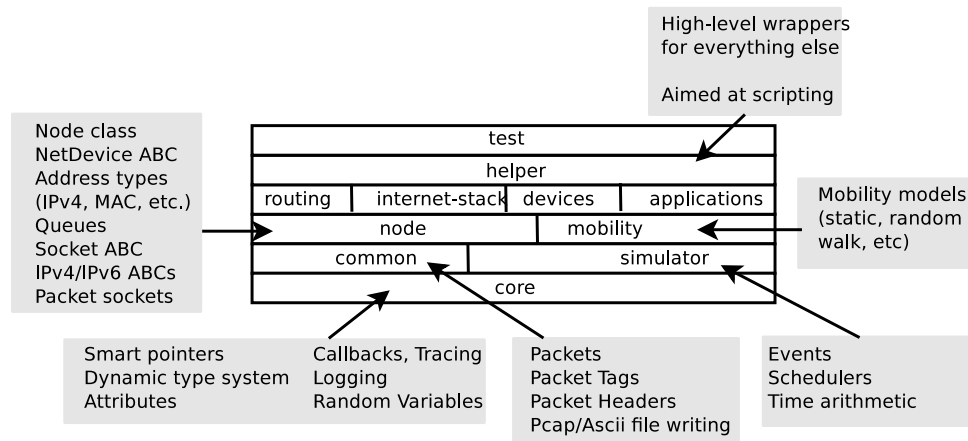 High-level wrappers
for everything else
Aimed at scripting
Node class
NetDevice ABC
Address types
(IPv4, MAC, etc.)
Queues
Socket ABC
IPv4/IPv6 ABCs
Packet sockets
test
helper
routing internet-stack devices applications
node mobility
common simulator
core
Mobility models
(static, random
walk, etc)
Smart pointers
Dynamic type system
Attributes
Callbacks, Tracing
Logging
Random Variables
Packets
Packet Tags
Packet Headers
Pcap/Ascii file writing
Events
Schedulers
Time arithmetic